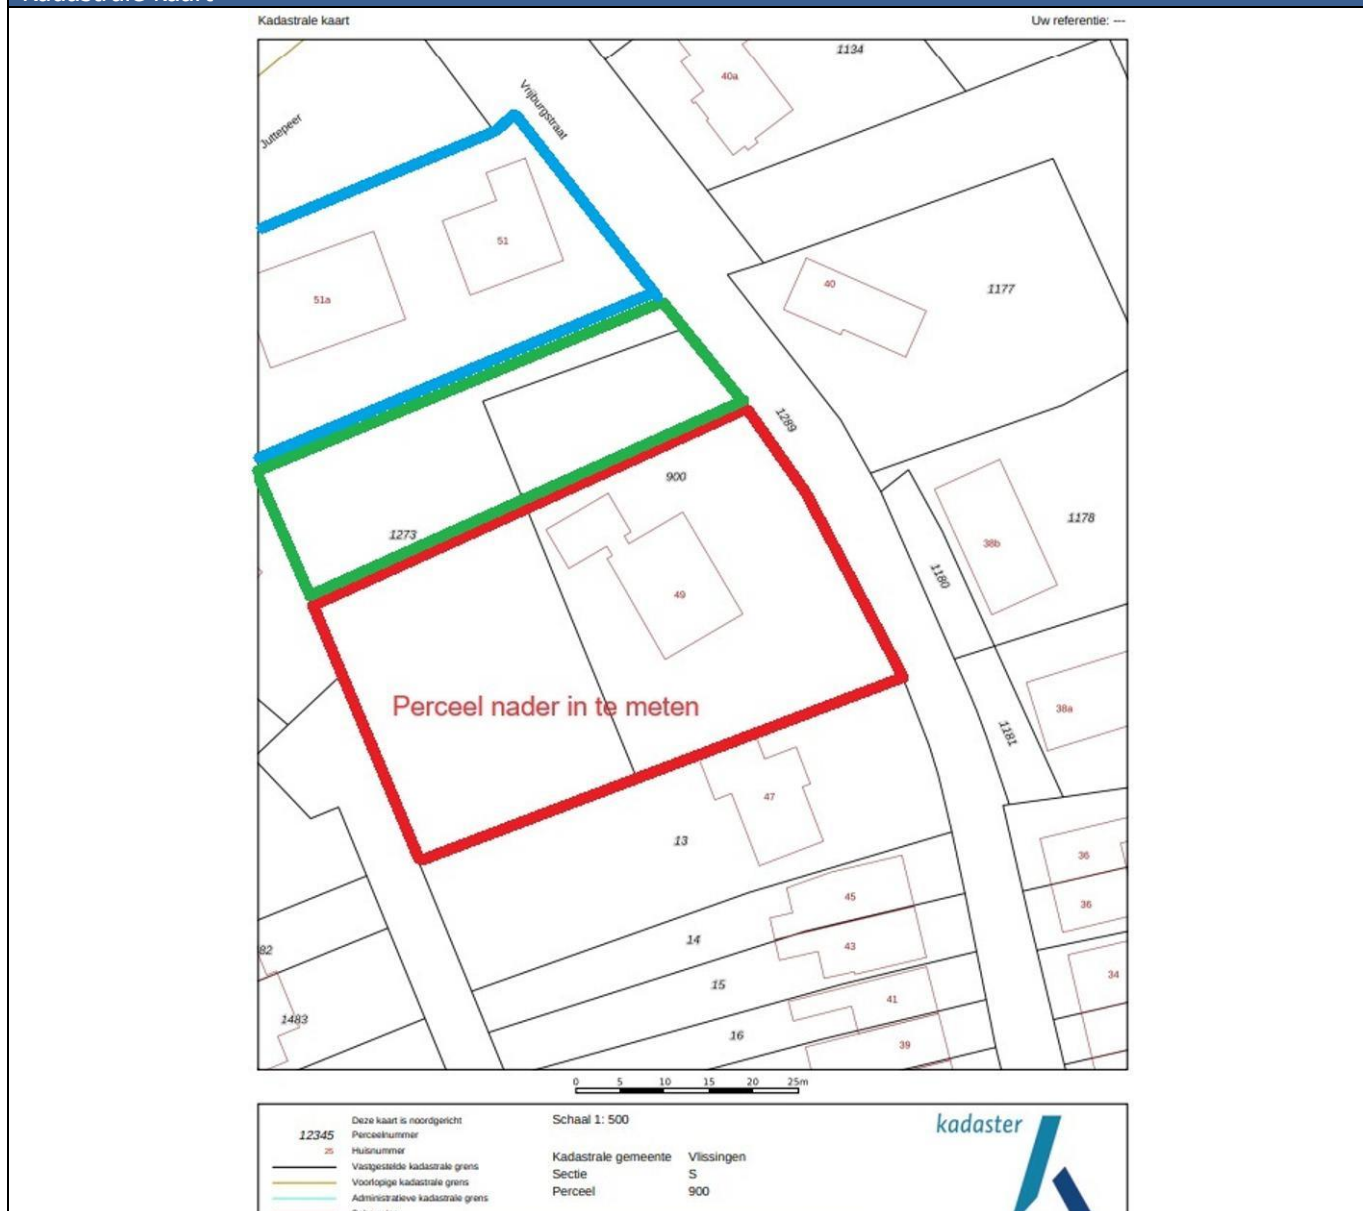 Kadastrale kaart
Uw referentie: ---
1134
40a
Vrijburgstraat
Juttepeer
51
51a
40
1177
1289
900
1273
1178
38b
1180
49
Perceel nader in te meten
38a
1181
47
13
36
45
36
14
43
82
34
15
41
1483
16
39
0 5 10 15 20 25m
Deze kaart is noordgericht
12345 Perceelnummer
25 Huisnummer
Vastgestelde kadastrale grens
Voorlopige kadastrale grens
Administratieve kadastrale grens
Schaal 1: 500
Kadastrale gemeente Vlissingen
Sectie S
Perceel 900
kadaster